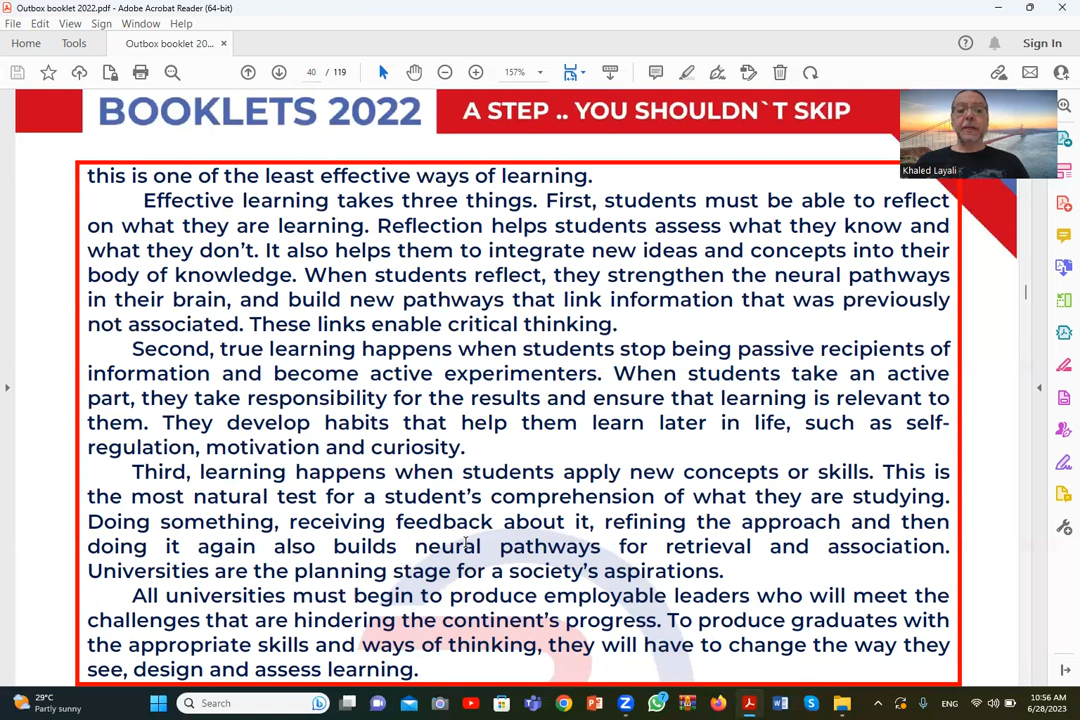 Outbox booklet 2022.pdf - Adobe Acrobat Reader (64-bit)
File Edit View Sign Window Help
Home Tools Outbox booklet 20... × Sign In
40 / 119 157%
BOOKLETS 2022 A STEP .. YOU SHOULDN`T SKIP
Khaled Layali
this is one of the least effective ways of learning.
Effective learning takes three things. First, students must be able to reflect
on what they are learning. Reflection helps students assess what they know and
what they don't. It also helps them to integrate new ideas and concepts into their
body of knowledge. When students reflect, they strengthen the neural pathways
in their brain, and build new pathways that link information that was previously
not associated. These links enable critical thinking.
Second, true learning happens when students stop being passive recipients of
information and become active experimenters. When students take an active
part, they take responsibility for the results and ensure that learning is relevant to
them. They develop habits that help them learn later in life, such as self-
regulation, motivation and curiosity.
Third, learning happens when students apply new concepts or skills. This is
the most natural test for a student's comprehension of what they are studying.
Doing something, receiving feedback about it, refining the approach and then
doing it again also builds neural pathways for retrieval and association.
Universities are the planning stage for a society's aspirations.
All universities must begin to produce employable leaders who will meet the
challenges that are hindering the continent's progress. To produce graduates with
the appropriate skills and ways of thinking, they will have to change the way they
see, design and assess learning.
29°C
Partly sunny
Search
7
ENG
10:56 AM
6/28/2023